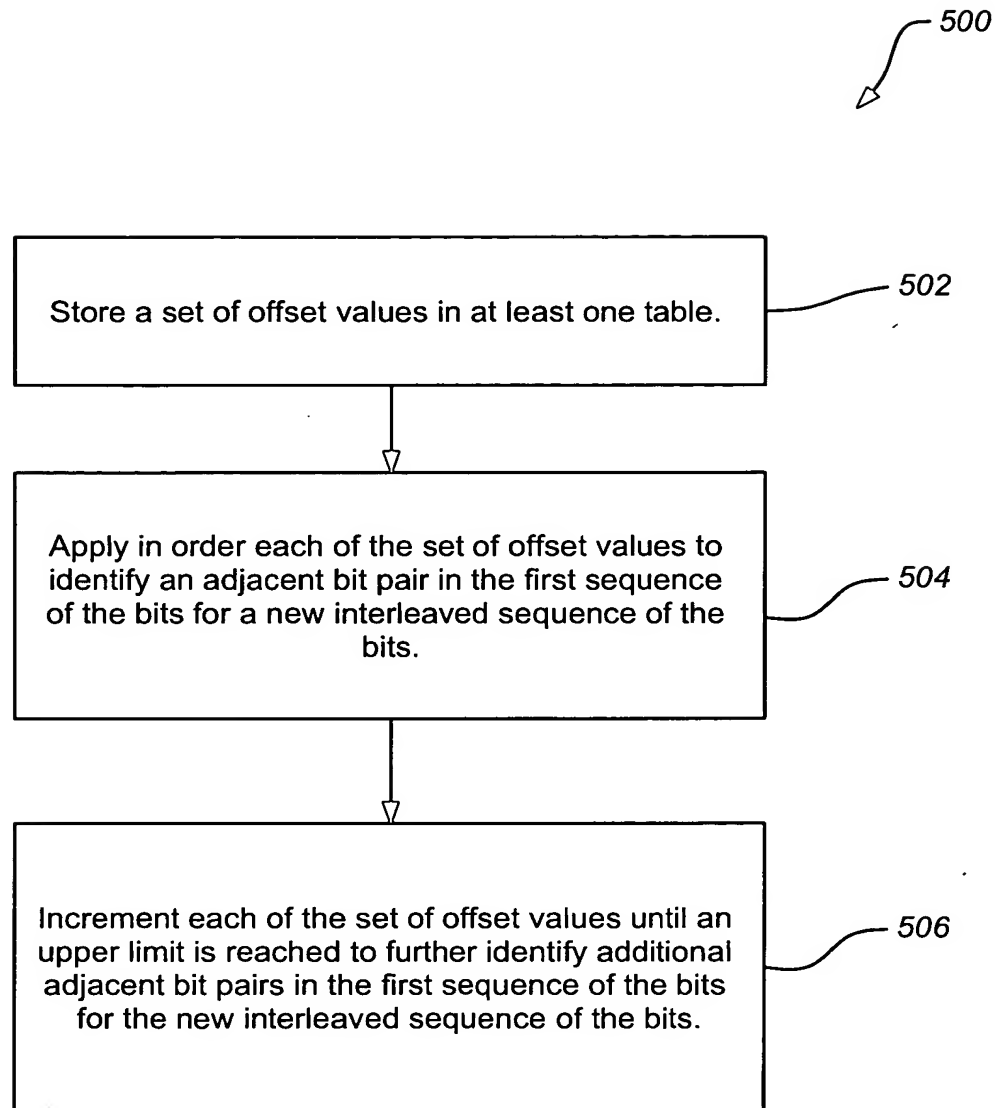 500
Store a set of offset values in at least one table.
502
Apply in order each of the set of offset values to
identify an adjacent bit pair in the first sequence
of the bits for a new interleaved sequence of the
bits.
504
Increment each of the set of offset values until an
upper limit is reached to further identify additional
adjacent bit pairs in the first sequence of the bits
for the new interleaved sequence of the bits.
506